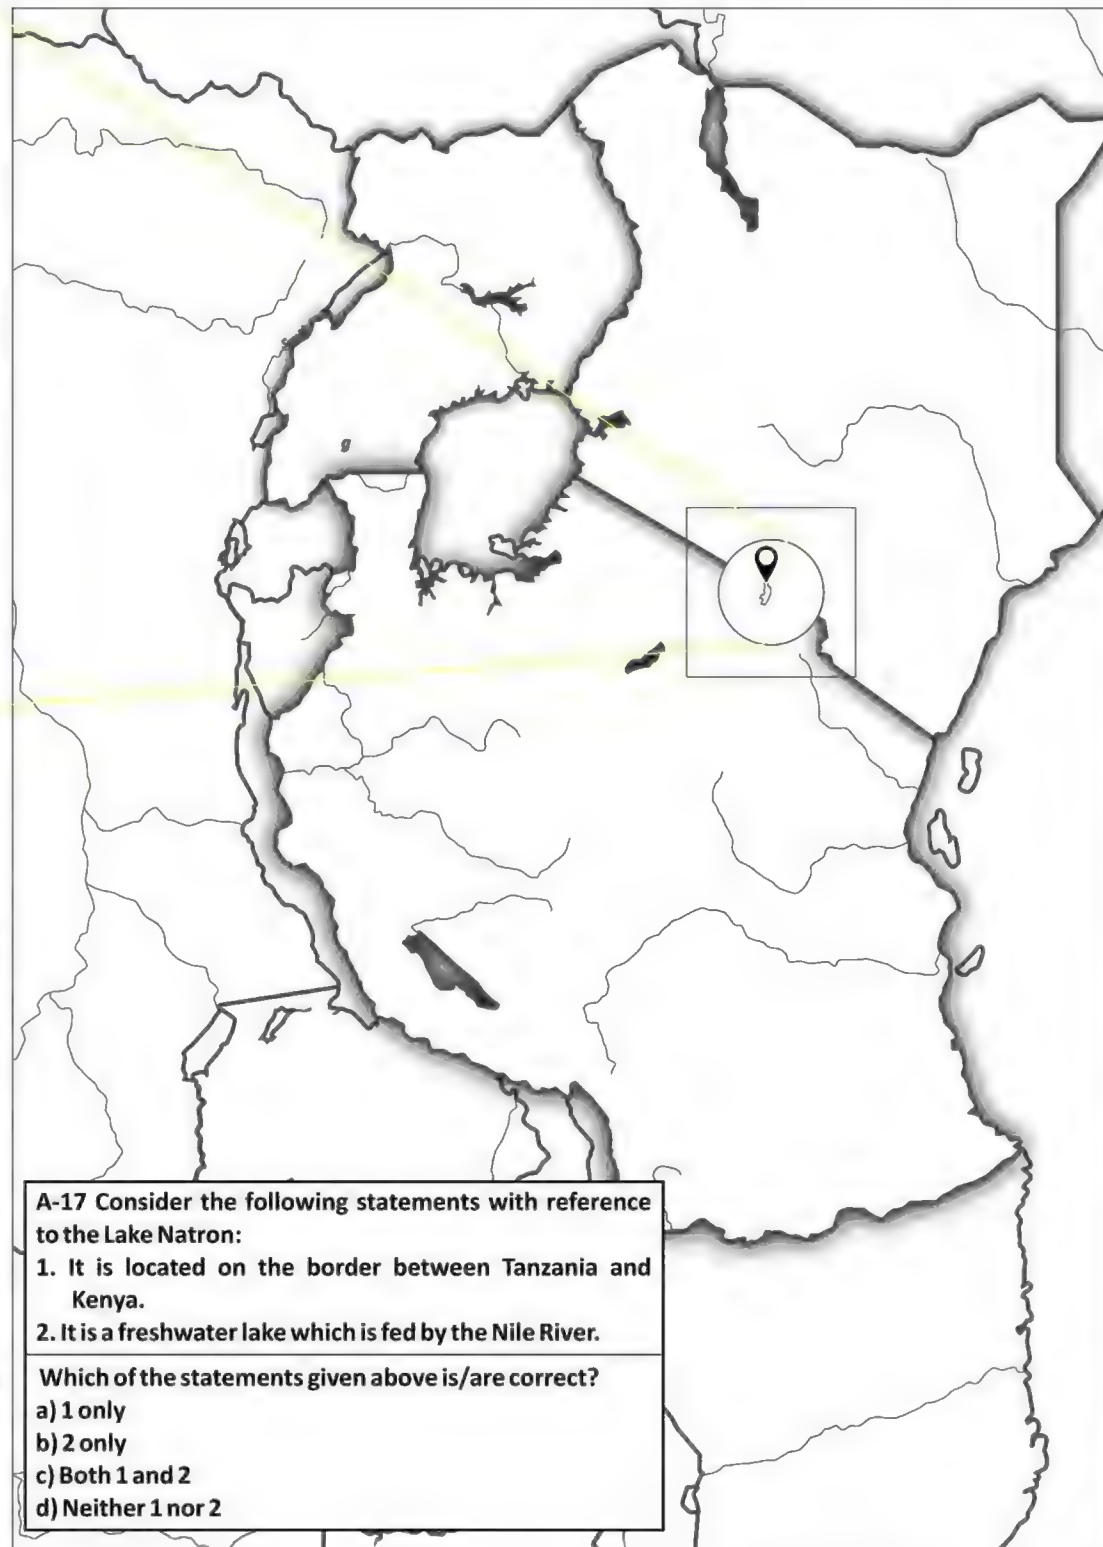 A-17 Consider the following statements with reference
to the Lake Natron:
1. It is located on the border between Tanzania and
Kenya.
2. It is a freshwater lake which is fed by the Nile River.
Which of the statements given above is/are correct?
a) 1 only
b) 2 only
c) Both 1 and 2
d) Neither 1 nor 2